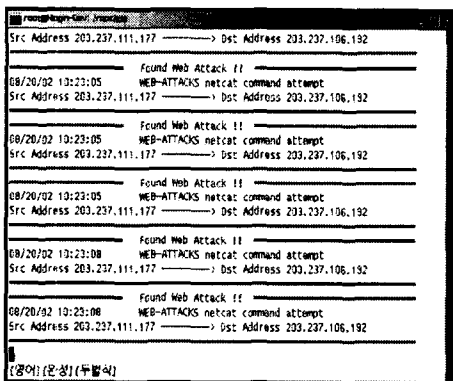 Src Address 203.237.111.177 ———> Dst Address 203.237.106.192
Found Web Attack !!
08/20/02 10:23:05 WEB-ATTACKS netcat command attempt
Src Address 203.237.111.177 ———> Dst Address 203.237.106.192
Found Web Attack !!
08/20/02 10:23:05 WEB-ATTACKS netcat command attempt
Src Address 203.237.111.177 ———> Dst Address 203.237.106.192
Found Web Attack !!
08/20/02 10:23:05 WEB-ATTACKS netcat command attempt
Src Address 203.237.111.177 ———> Dst Address 203.237.106.192
Found Web Attack !!
08/20/02 10:23:08 WEB-ATTACKS netcat command attempt
Src Address 203.237.111.177 ———> Dst Address 203.237.106.192
Found Web Attack !!
08/20/02 10:23:08 WEB-ATTACKS netcat command attempt
Src Address 203.237.111.177 ———> Dst Address 203.237.106.192
[영어][완성][두벌식]